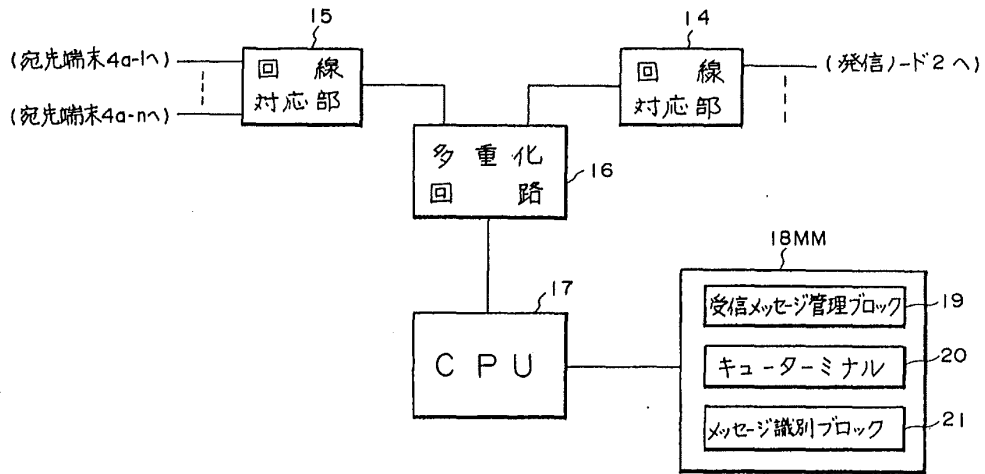 15
14
(宛先端末4a-1へ)
(宛先端末4a-nへ)
回線
対応部
回線
対応部
(発信ノード2へ)
多重化
回路
16
17
CPU
18MM
受信メッセージ管理ブロック
19
キューターミナル
20
メッセージ識別ブロック
21